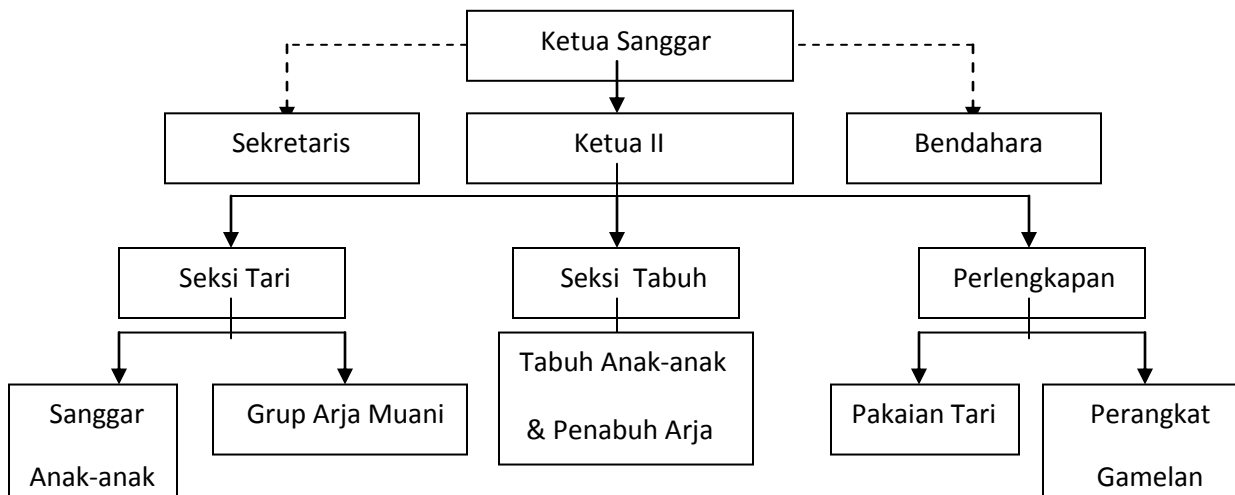 Ketua Sanggar
Sekretaris
Ketua II
Bendahara
Seksi Tari
Seksi Tabuh
Perlengkapan
Sanggar
Anak-anak
Grup Arja Muani
Tabuh Anak-anak
& Penabuh Arja
Pakaian Tari
Perangkat
Gamelan